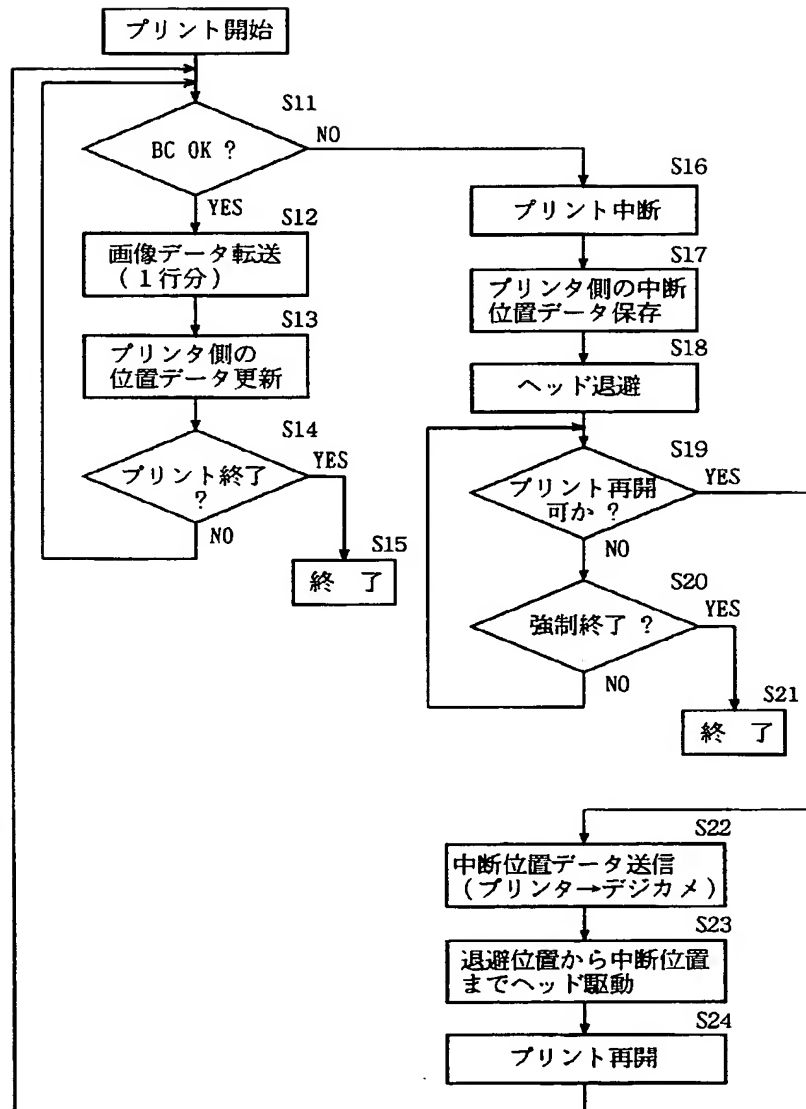 プリント開始
S11
BC OK ?
NO
YES
S12
画像データ転送
(1行分)
S13
プリンタ側の
位置データ更新
S14
プリント終了
?
YES
NO
S15
終 了
S16
プリント中断
S17
プリンタ側の中断
位置データ保存
S18
ヘッド退避
S19
プリント再開
可か ?
YES
NO
S20
強制終了 ?
YES
NO
S21
終 了
S22
中断位置データ送信
(プリンタ→デジカメ)
S23
退避位置から中断位置
までヘッド駆動
S24
プリント再開